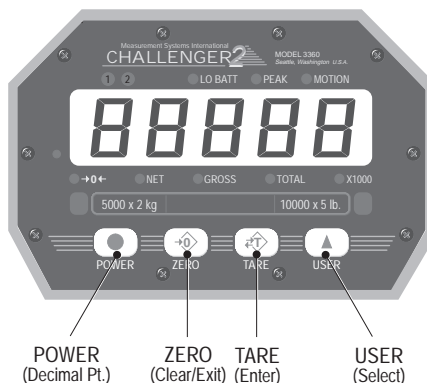 Measurement Systems International
CHALLENGER 2
MODEL 3360
Seattle, Washington U.S.A.
1 2 LO BATT PEAK MOTION
88888
→0← NET GROSS TOTAL X1000
5000 x 2 kg 10000 x 5 lb.
→0← T
POWER ZERO TARE USER
POWER ZERO TARE USER
(Decimal Pt.) (Clear/Exit) (Enter) (Select)